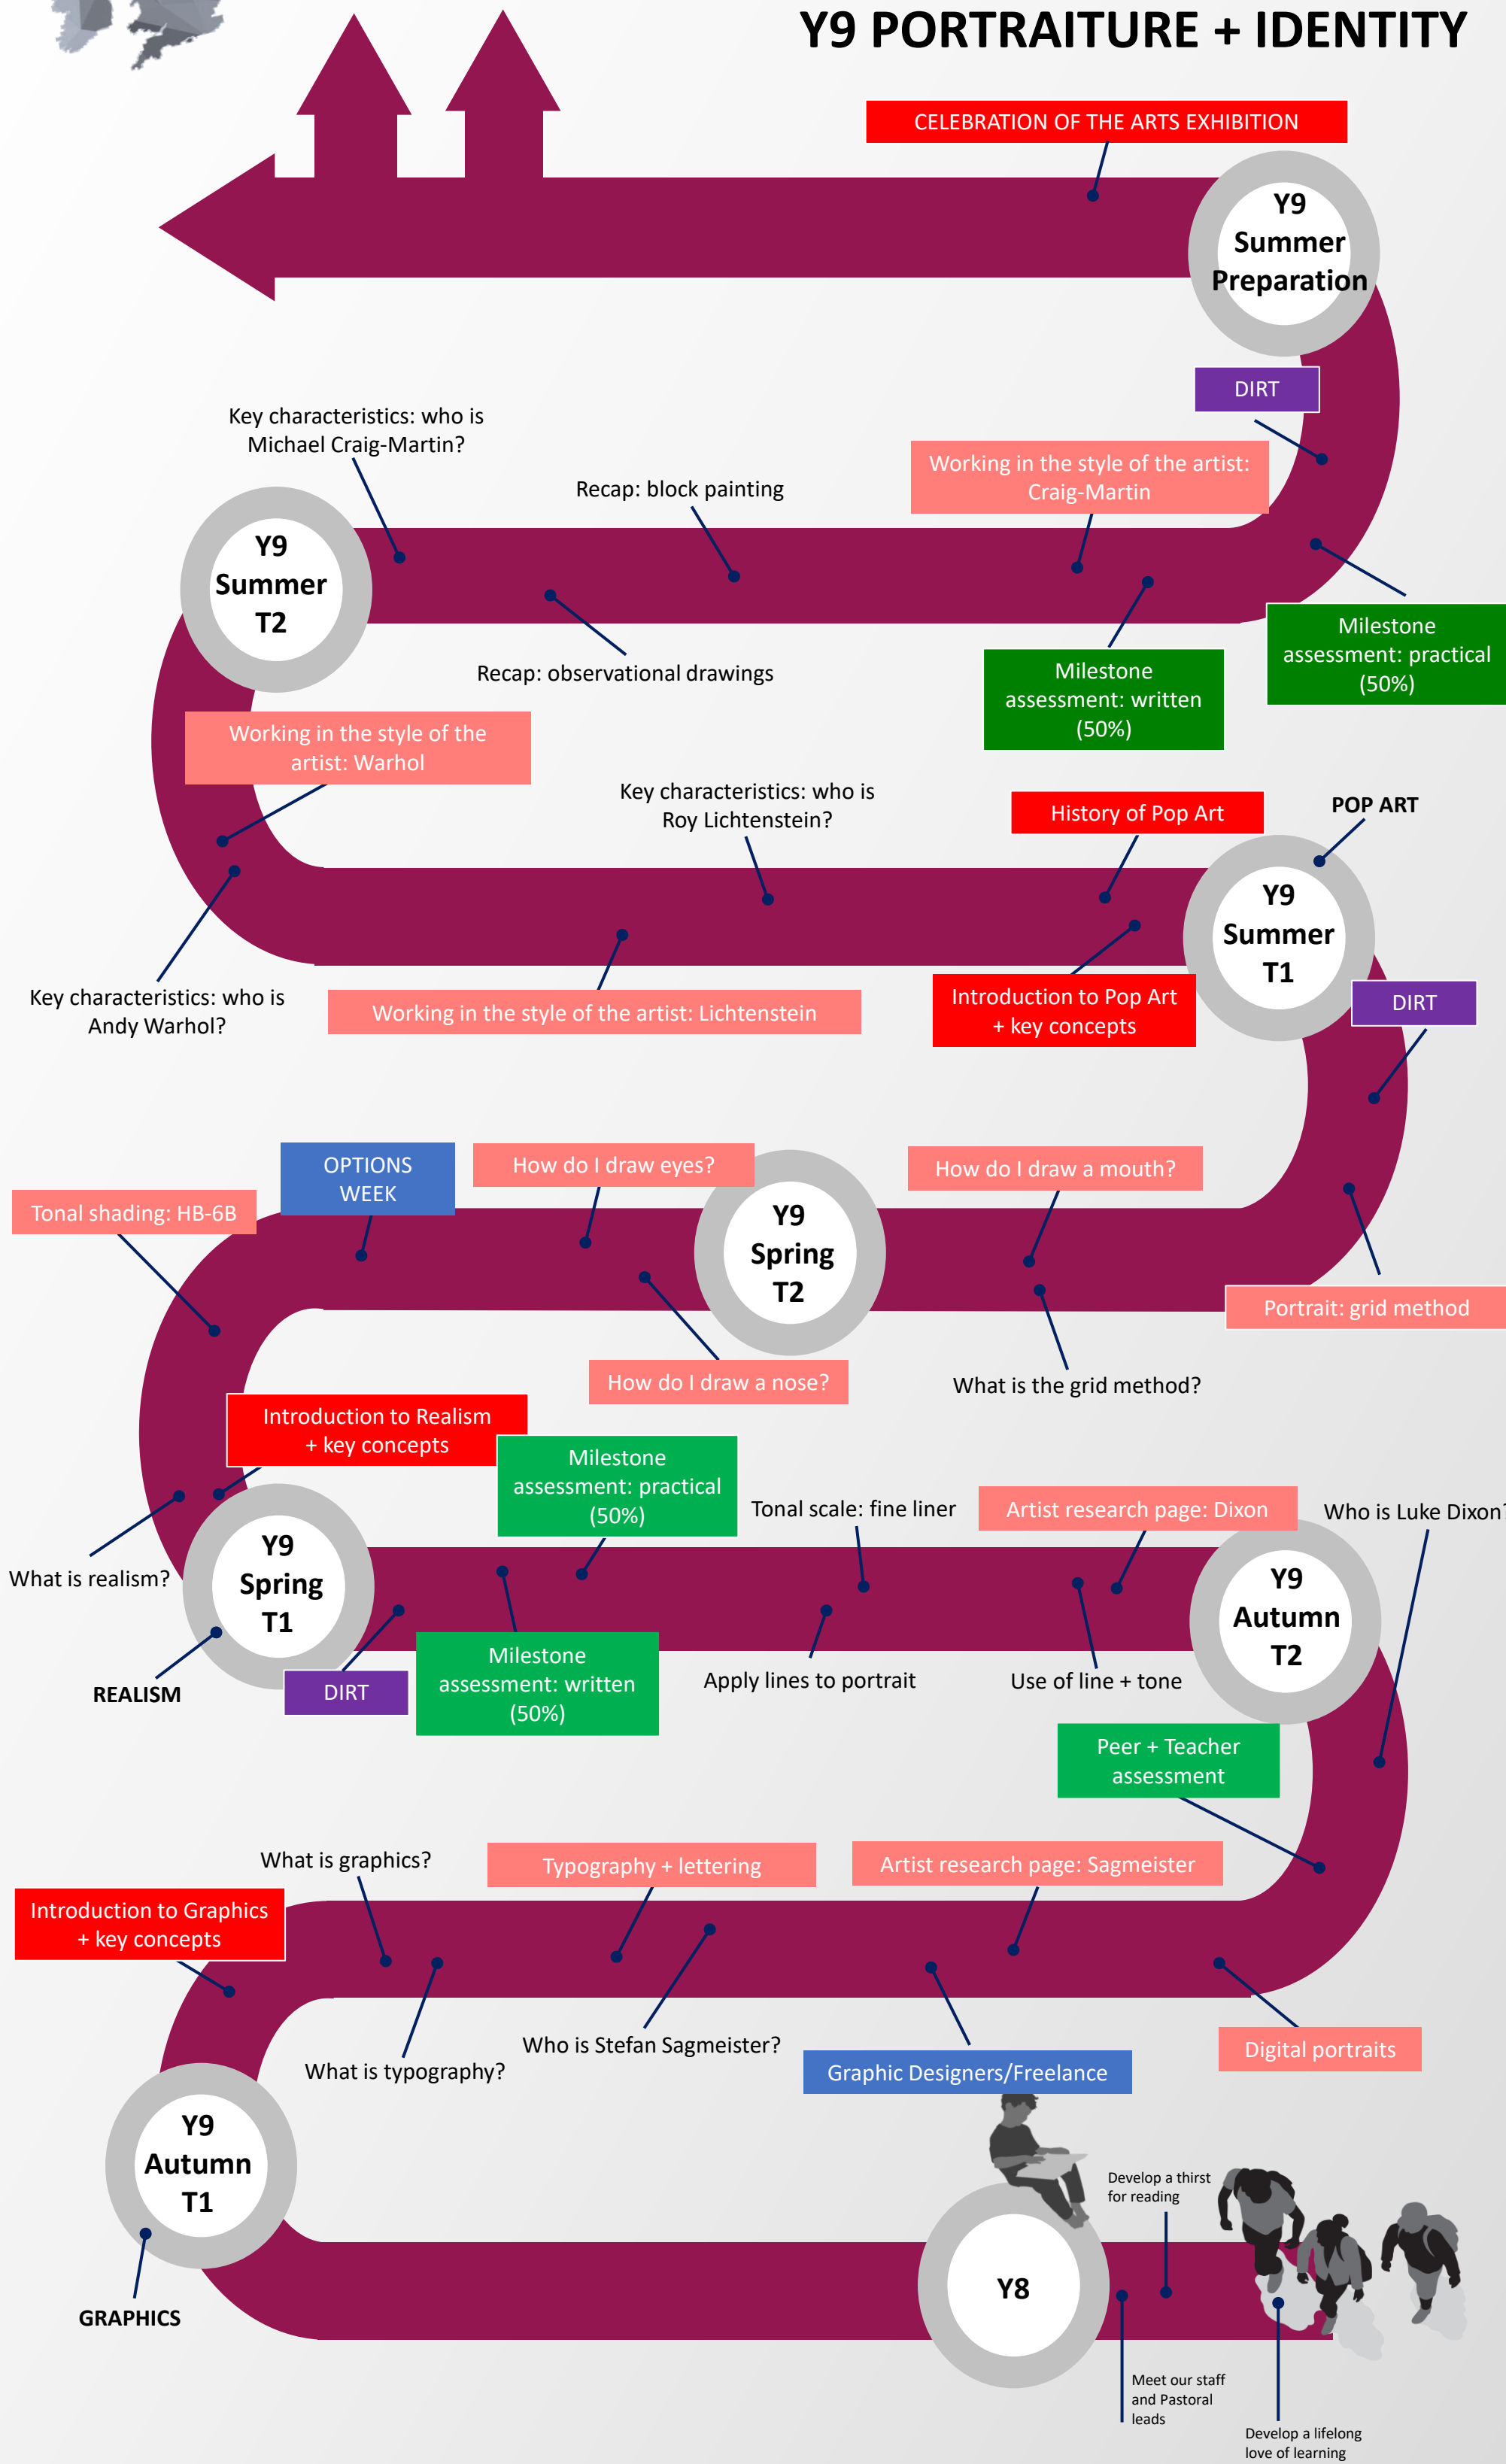 Y9 PORTRAITURE + IDENTITY
CELEBRATION OF THE ARTS EXHIBITION
Y9
Summer
Preparation
DIRT
Key characteristics: who is
Michael Craig-Martin?
Working in the style of the artist:
Craig-Martin
Recap: block painting
Y9
Summer
T2
Milestone
assessment: practical
(50%)
Recap: observational drawings
Milestone
assessment: written
(50%)
Working in the style of the
artist: Warhol
Key characteristics: who is
Roy Lichtenstein?
History of Pop Art
POP ART
Y9
Summer
T1
Key characteristics: who is
Andy Warhol?
Working in the style of the artist: Lichtenstein
Introduction to Pop Art
+ key concepts
DIRT
OPTIONS
WEEK
How do I draw eyes?
How do I draw a mouth?
Tonal shading: HB-6B
Y9
Spring
T2
Portrait: grid method
How do I draw a nose?
What is the grid method?
Introduction to Realism
+ key concepts
Milestone
assessment: practical
(50%)
Tonal scale: fine liner
Artist research page: Dixon
Who is Luke Dixon?
What is realism?
Y9
Spring
T1
Y9
Autumn
T2
REALISM
DIRT
Milestone
assessment: written
(50%)
Apply lines to portrait
Use of line + tone
Peer + Teacher
assessment
What is graphics?
Typography + lettering
Artist research page: Sagmeister
Introduction to Graphics
+ key concepts
What is typography?
Who is Stefan Sagmeister?
Graphic Designers/Freelance
Digital portraits
Y9
Autumn
T1
GRAPHICS
Develop a thirst
for reading
Y8
Meet our staff
and Pastoral
leads
Develop a lifelong
love of learning